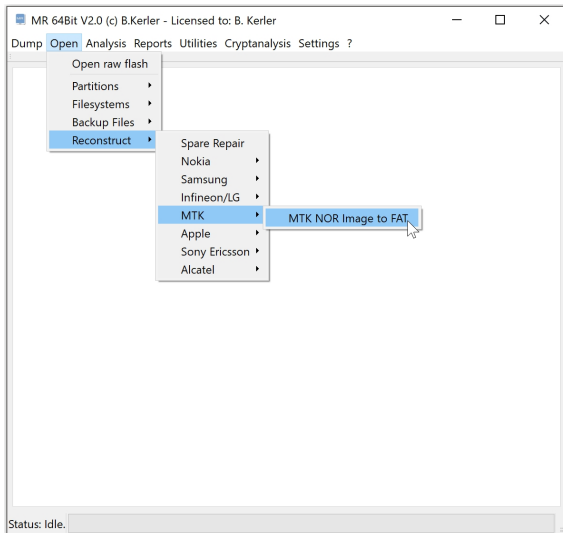 MR 64Bit V2.0 (c) B.Kerler - Licensed to: B. Kerler
Dump Open Analysis Reports Utilities Cryptanalysis Settings ?
Open raw flash
Partitions
Filesystems
Backup Files
Reconstruct
Spare Repair
Nokia
Samsung
Infineon/LG
MTK
Apple
Sony Ericsson
Alcatel
MTK NOR Image to FAT
Status: Idle.